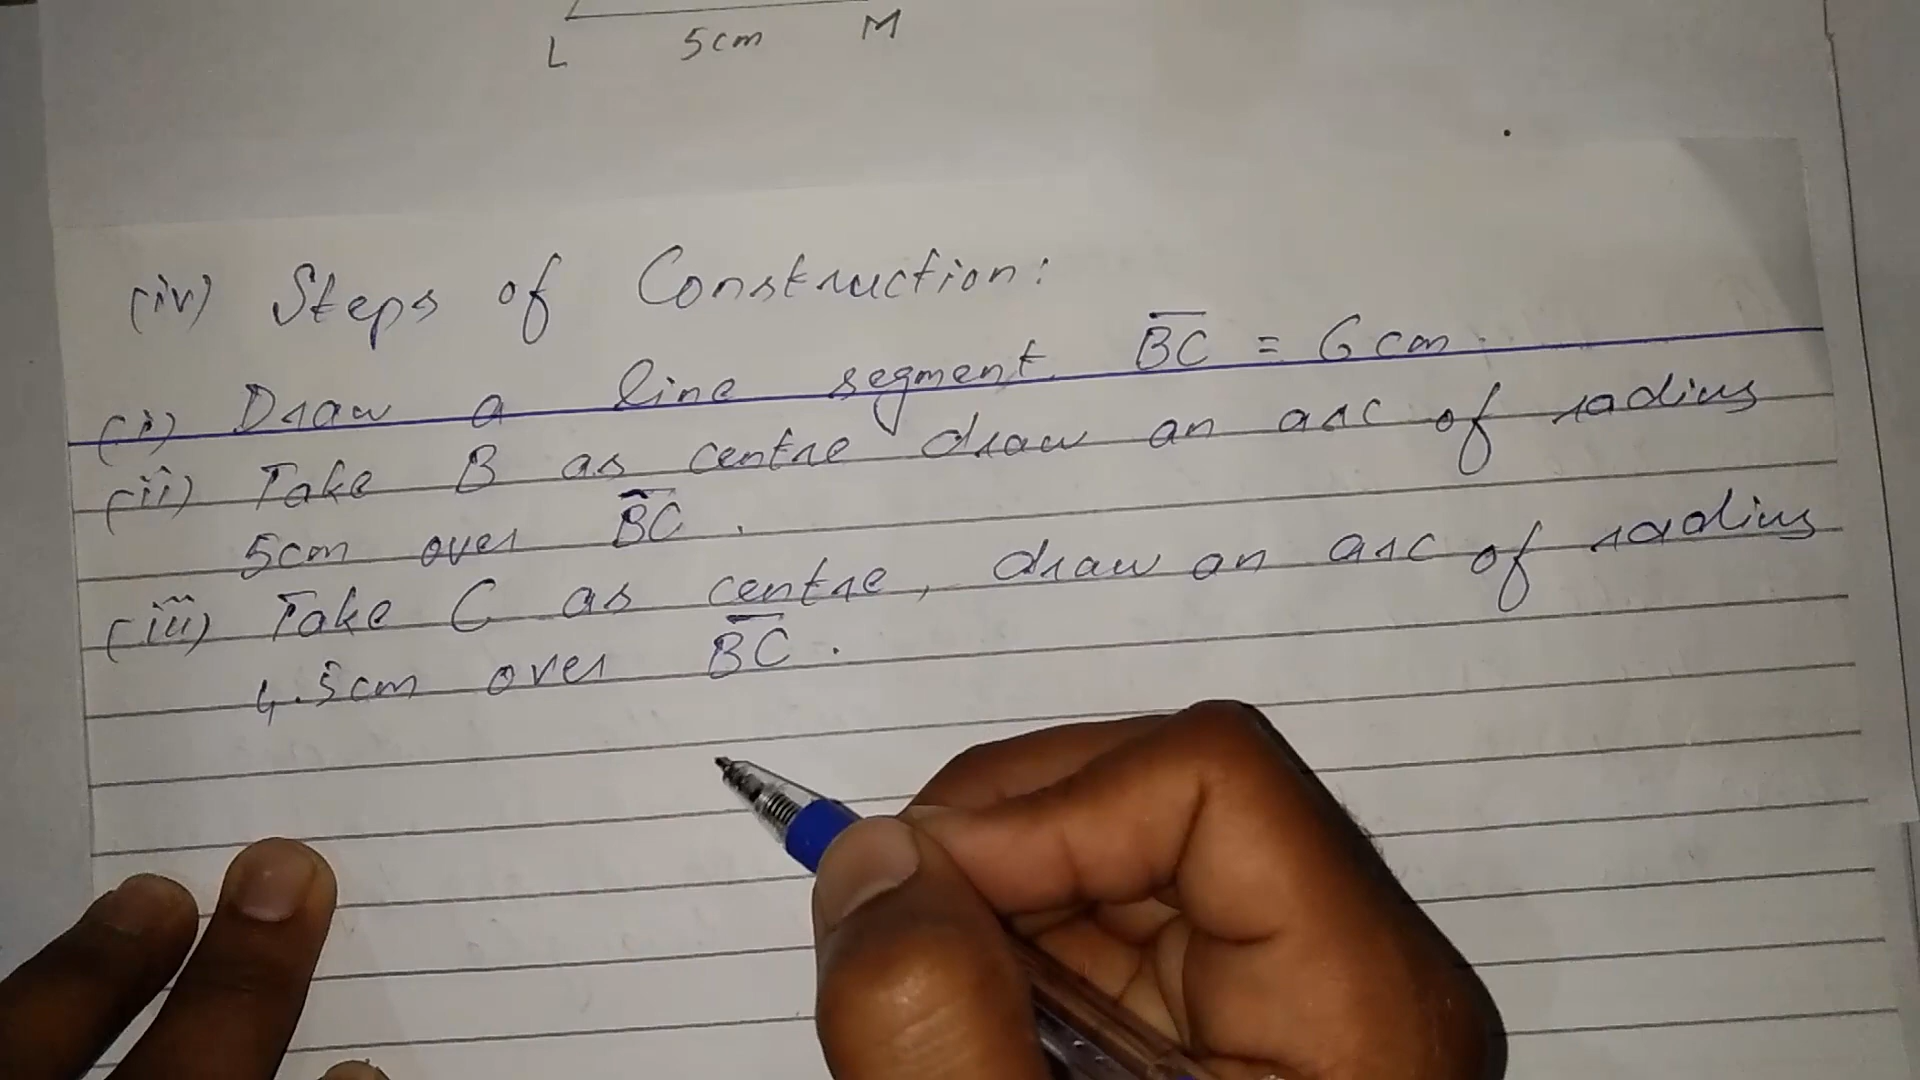 L 5cm M
(iv) Steps of Construction:
(i) Draw a line segment BC = 6cm.
(ii) Take B as centre draw an arc of radius
5cm over BC.
(iii) Take C as centre, draw an arc of radius
4.5cm over BC.